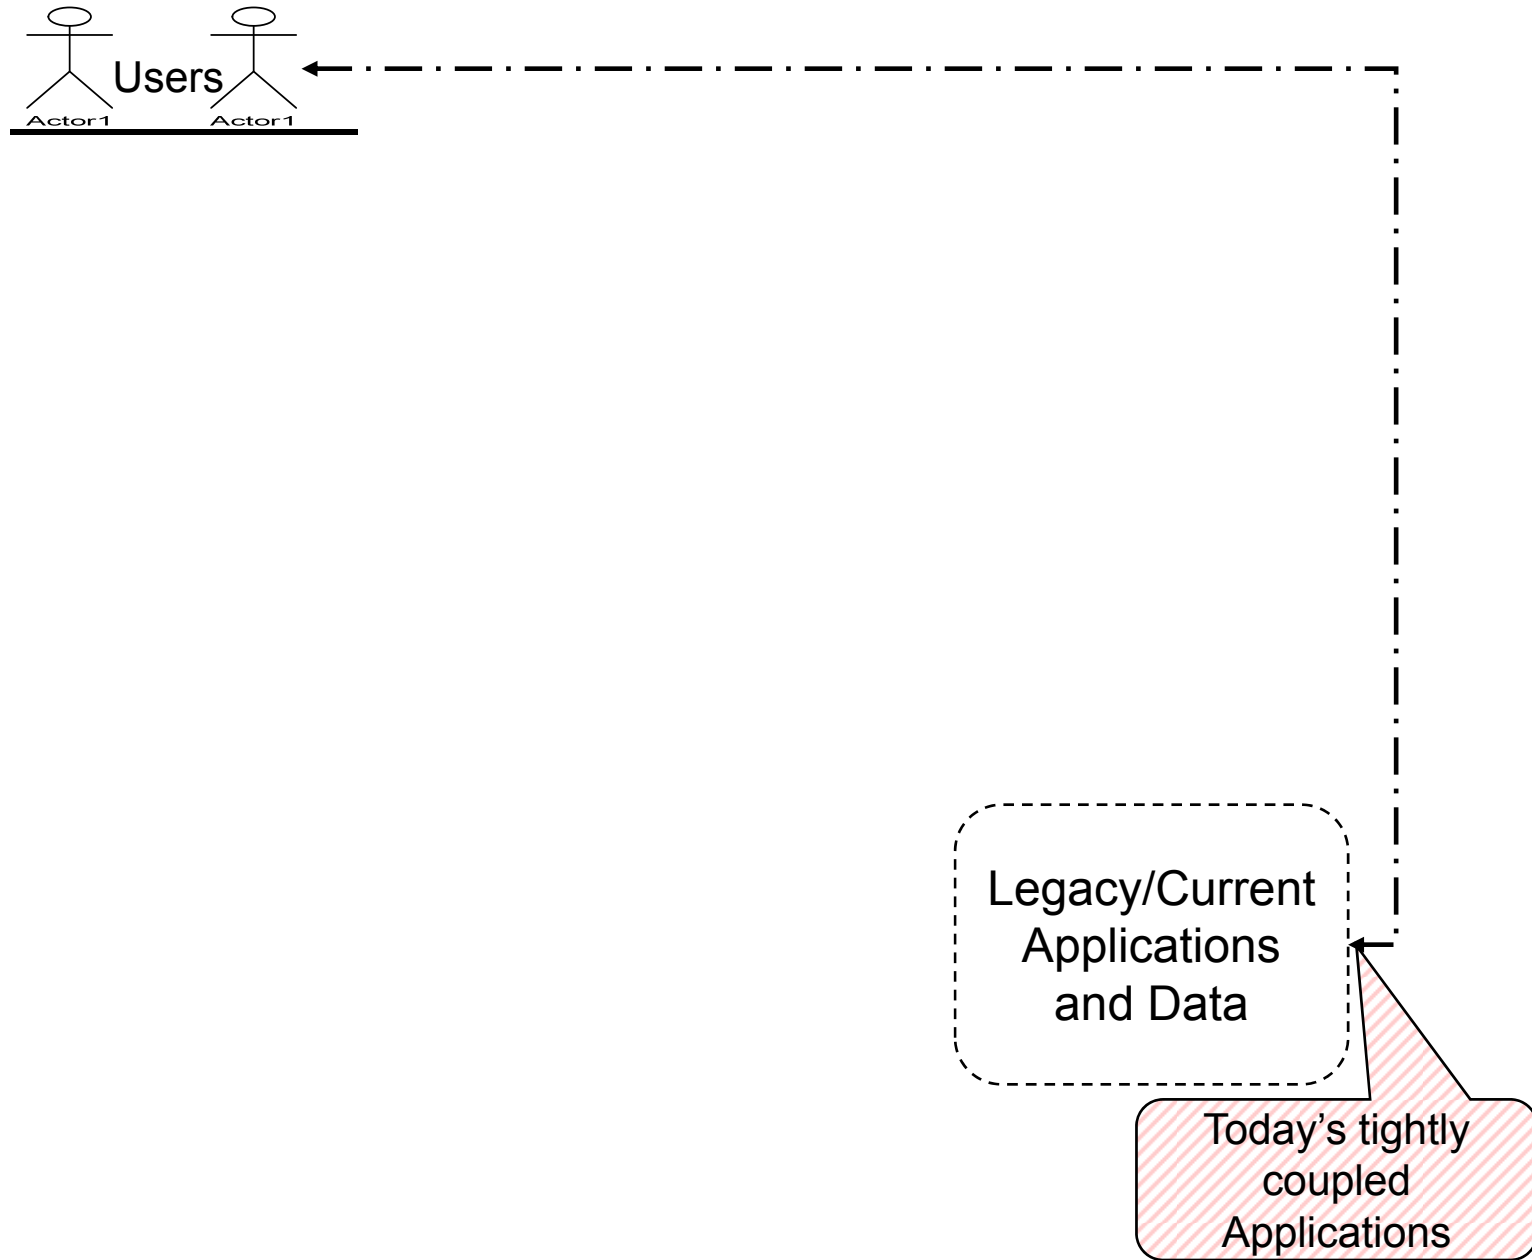 Users
Actor1 Actor1
Legacy/Current
Applications
and Data
Today’s tightly
coupled
Applications